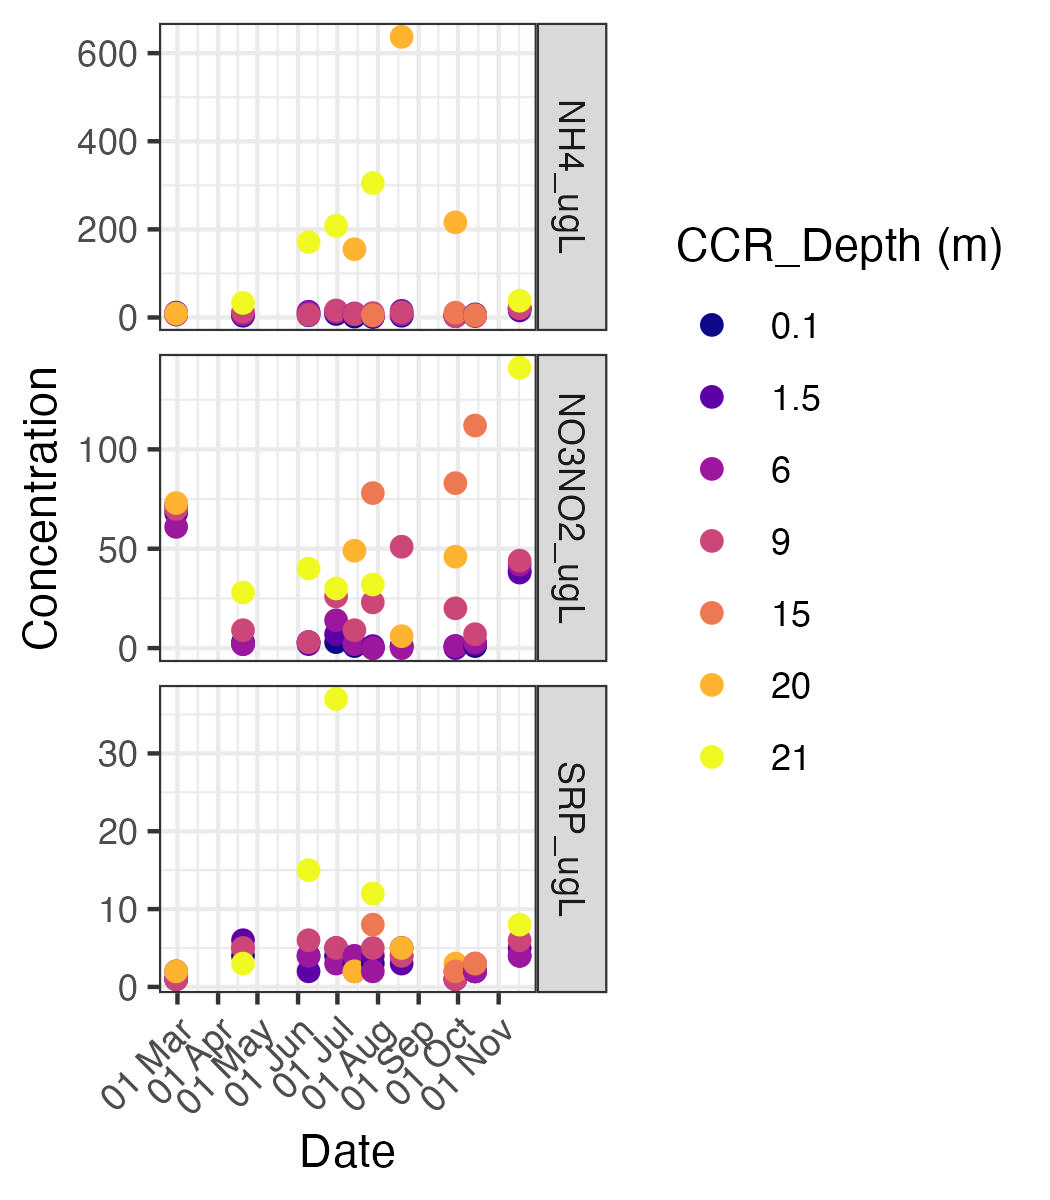 600
400
200
0
NH4_ugL
100
50
0
NO3NO2_ugL
30
20
10
0
SRP_ugL
Concentration
01 Mar
01 Apr
01 May
01 Jun
01 Jul
01 Aug
01 Sep
01 Oct
01 Nov
Date
CCR_Depth (m)
0.1
1.5
6
9
15
20
21